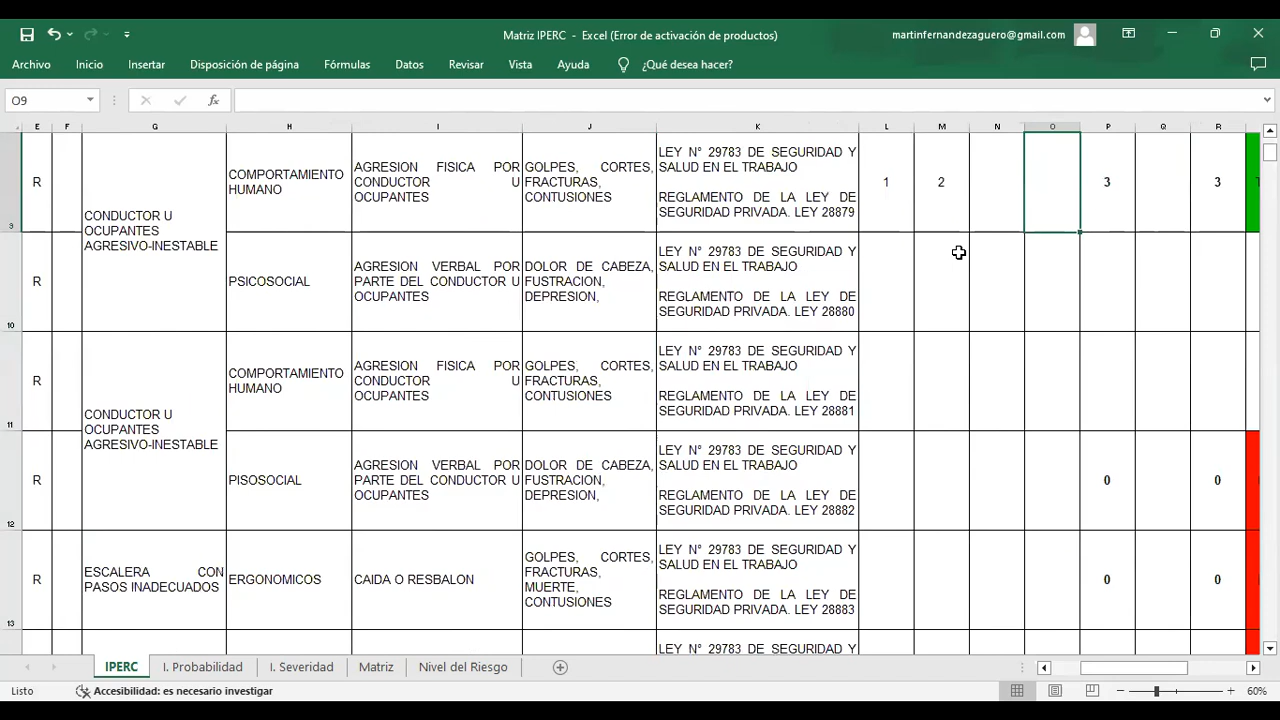 Matriz IPERC - Excel (Error de activación de productos)
martinfernandezaguero@gmail.com
Archivo Inicio Insertar Disposición de página Fórmulas Datos Revisar Vista Ayuda ¿Qué desea hacer?
O9
fx
E F G H I J K L M N O P Q R
R
CONDUCTOR U
OCUPANTES
AGRESIVO-INESTABLE
COMPORTAMIENTO
HUMANO
AGRESION FISICA POR
CONDUCTOR U
OCUPANTES
GOLPES, CORTES,
FRACTURAS,
CONTUSIONES
LEY N° 29783 DE SEGURIDAD Y
SALUD EN EL TRABAJO
REGLAMENTO DE LA LEY DE
SEGURIDAD PRIVADA. LEY 28879
1
2
3
3
10
R
PSICOSOCIAL
AGRESION VERBAL POR
PARTE DEL CONDUCTOR U
OCUPANTES
DOLOR DE CABEZA,
FUSTRACION,
DEPRESION,
LEY N° 29783 DE SEGURIDAD Y
SALUD EN EL TRABAJO
REGLAMENTO DE LA LEY DE
SEGURIDAD PRIVADA. LEY 28880
11
R
CONDUCTOR U
OCUPANTES
AGRESIVO-INESTABLE
COMPORTAMIENTO
HUMANO
AGRESION FISICA POR
CONDUCTOR U
OCUPANTES
GOLPES, CORTES,
FRACTURAS,
CONTUSIONES
LEY N° 29783 DE SEGURIDAD Y
SALUD EN EL TRABAJO
REGLAMENTO DE LA LEY DE
SEGURIDAD PRIVADA. LEY 28881
12
R
PISOSOCIAL
AGRESION VERBAL POR
PARTE DEL CONDUCTOR U
OCUPANTES
DOLOR DE CABEZA,
FUSTRACION,
DEPRESION,
LEY N° 29783 DE SEGURIDAD Y
SALUD EN EL TRABAJO
REGLAMENTO DE LA LEY DE
SEGURIDAD PRIVADA. LEY 28882
0
0
13
R
ESCALERA CON
PASOS INADECUADOS
ERGONOMICOS
CAIDA O RESBALON
GOLPES, CORTES,
FRACTURAS,
MUERTE,
CONTUSIONES
LEY N° 29783 DE SEGURIDAD Y
SALUD EN EL TRABAJO
REGLAMENTO DE LA LEY DE
SEGURIDAD PRIVADA. LEY 28883
0
0
LEY N° 29783 DE SEGURIDAD Y
IPERC I. Probabilidad I. Severidad Matriz Nivel del Riesgo
Listo Accesibilidad: es necesario investigar
60%